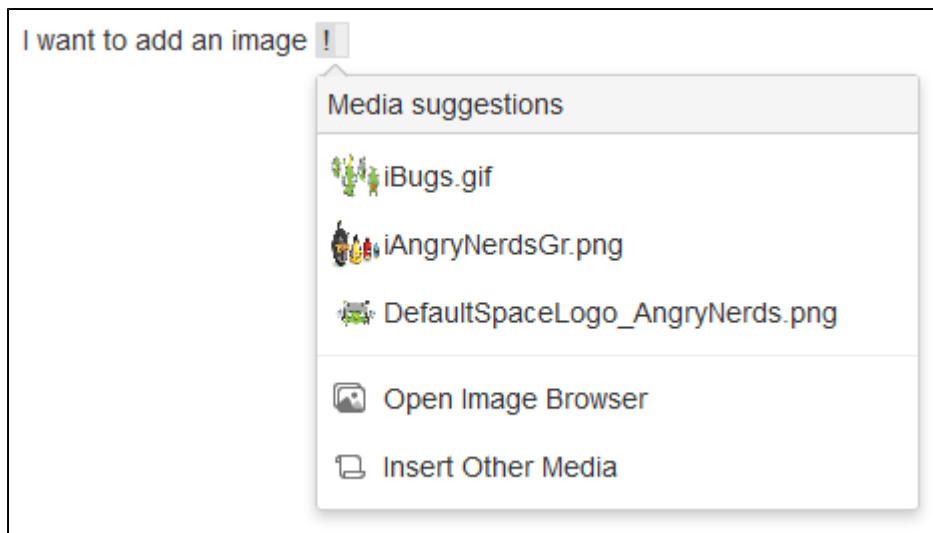 I want to add an image !
Media suggestions
iBugs.gif
iAngryNerdsGr.png
DefaultSpaceLogo_AngryNerds.png
Open Image Browser
Insert Other Media